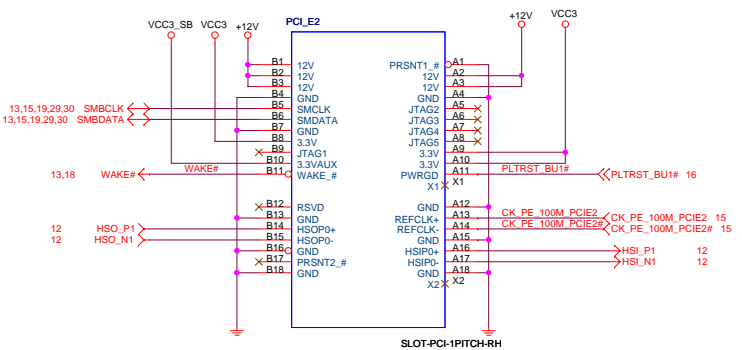 VCC3_SB VCC3 +12V PCI_E2 +12V VCC3
B1 12V PRSNT1_# A1
B2 12V 12V A2
B3 12V 12V A3
B4 GND GND A4
13,15,19,29,30 SMBCLK B5 SMCLK JTAG2 A5
13,15,19,29,30 SMBDATA B6 SMDATA JTAG3 A6
B7 GND JTAG4 A7
B8 3.3V JTAG5 A8
B9 JTAG1 3.3V A9
B10 3.3VAUX 3.3V A10
13,18 WAKE# WAKE# B11 WAKE_# PWRGD A11 PLTRST_BU1# PLTRST_BU1# 16
X1 X1
B12 RSVD GND A12
B13 GND REFCLK+ A13 CK_PE_100M_PCIE2 CK_PE_100M_PCIE2 15
12 HSO_P1 B14 HSOP0+ REFCLK- A14 CK_PE_100M_PCIE2# CK_PE_100M_PCIE2# 15
12 HSO_N1 B15 HSOP0- GND A15
B16 GND HSIP0+ A16 HSI_P1 12
B17 PRSNT2_# HSIP0- A17 HSI_N1 12
B18 GND GND A18
X2 X2
SLOT-PCI-1PITCH-RH